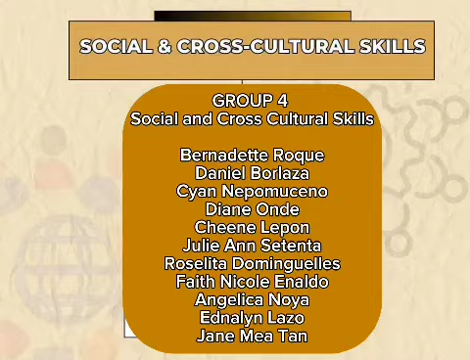 SOCIAL & CROSS-CULTURAL SKILLS
GROUP 4
Social and Cross Cultural Skills
Bernadette Roque
Daniel Borlaza
Cyan Nepomuceno
Diane Onde
Cheene Lepon
Julie Ann Setenta
Roselita Dominguelles
Faith Nicole Enaldo
Angelica Noya
Ednalyn Lazo
Jane Mea Tan